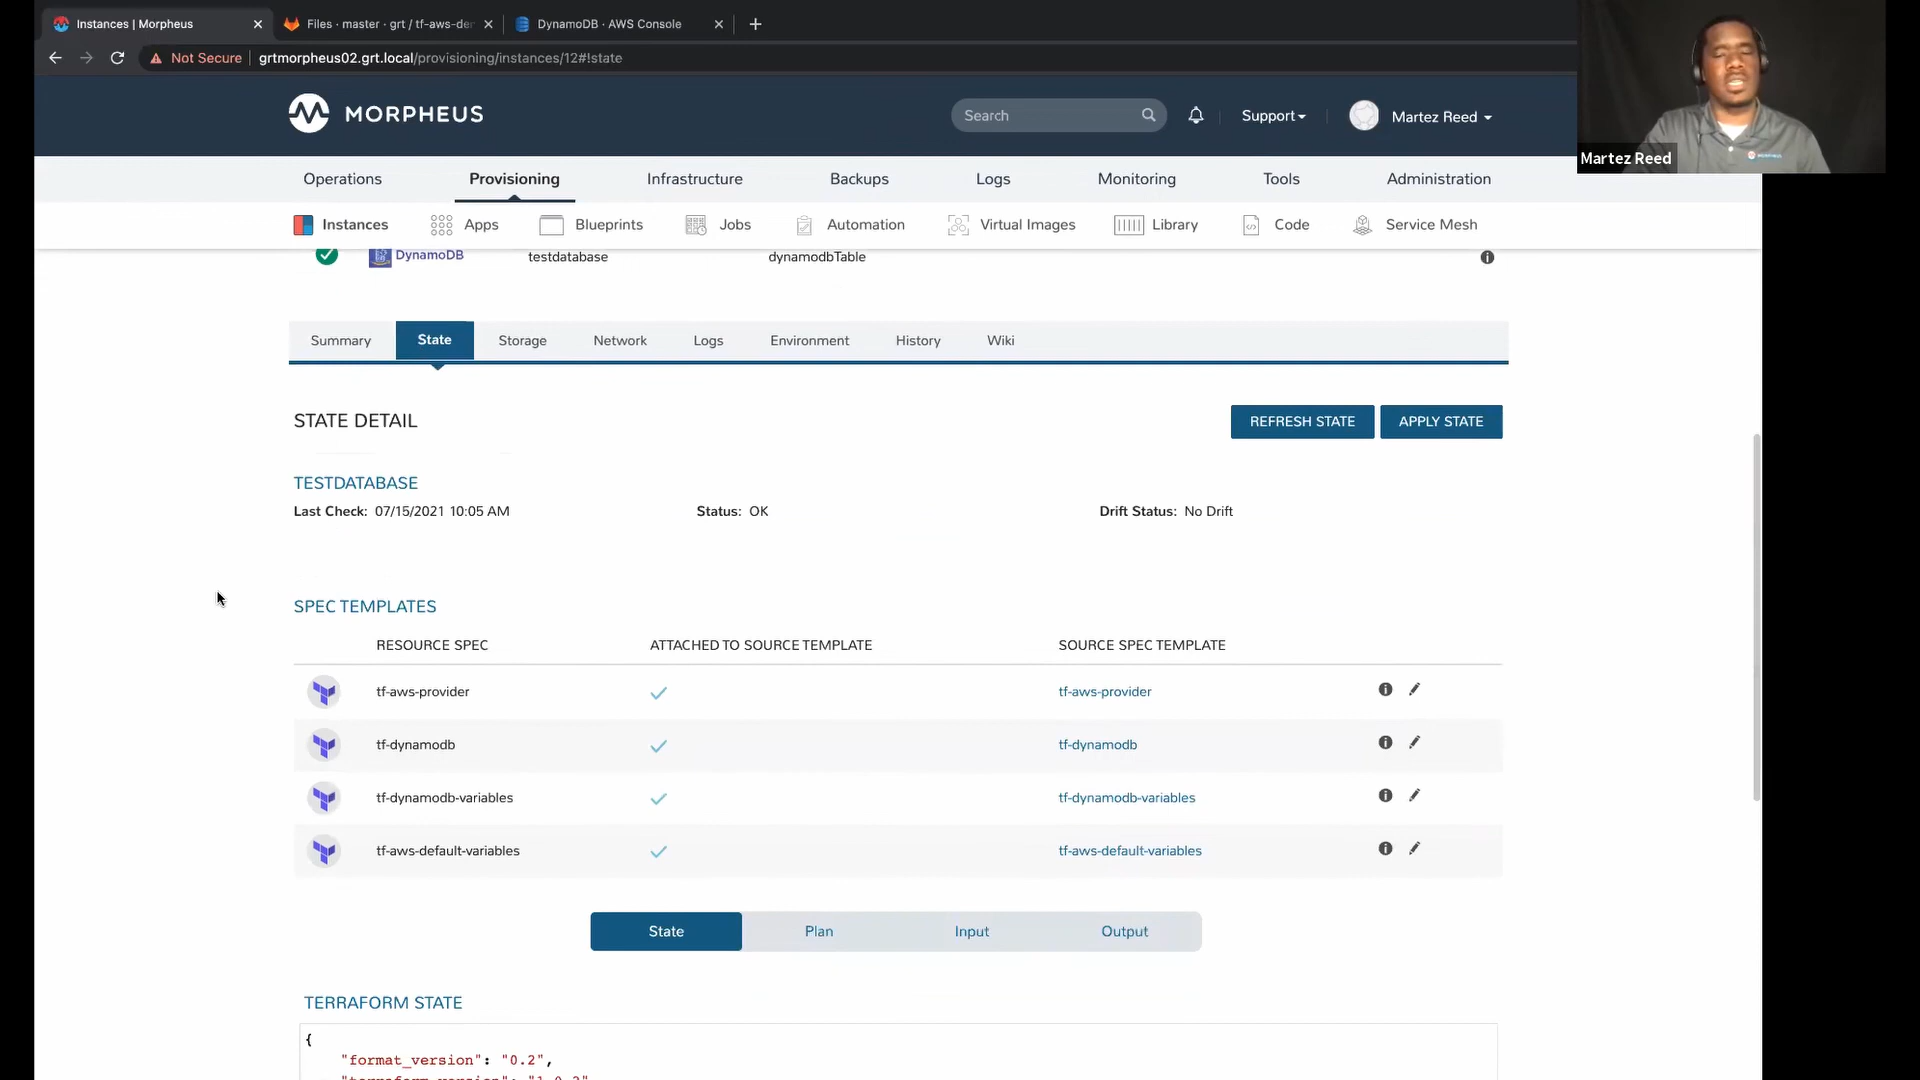 Instances | Morpheus
Files · master · grt / tf-aws-der
DynamoDB · AWS Console
Not Secure
grtmorpheus02.grt.local/provisioning/instances/12#!state
MORPHEUS
Search
Support
Martez Reed
Martez Reed
Operations
Provisioning
Infrastructure
Backups
Logs
Monitoring
Tools
Administration
Instances
Apps
Blueprints
Jobs
Automation
Virtual Images
Library
Code
Service Mesh
DynamoDB
testdatabase
dynamodbTable
Summary
State
Storage
Network
Logs
Environment
History
Wiki
STATE DETAIL
REFRESH STATE
APPLY STATE
TESTDATABASE
Last Check: 07/15/2021 10:05 AM
Status: OK
Drift Status: No Drift
SPEC TEMPLATES
RESOURCE SPEC
ATTACHED TO SOURCE TEMPLATE
SOURCE SPEC TEMPLATE
tf-aws-provider
tf-aws-provider
tf-dynamodb
tf-dynamodb
tf-dynamodb-variables
tf-dynamodb-variables
tf-aws-default-variables
tf-aws-default-variables
State
Plan
Input
Output
TERRAFORM STATE
{
"format_version": "0.2",